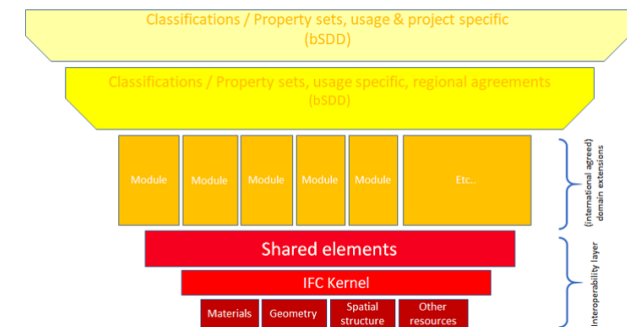 Classifications / Property sets, usage & project specific
(bSDD)
Classifications / Property sets, usage specific, regional agreements
(bSDD)
Module
Module
Module
Module
Module
Etc..
(international agreed)
domain extensions
Shared elements
IFC Kernel
Materials
Geometry
Spatial
structure
Other
resources
Interoperability layer